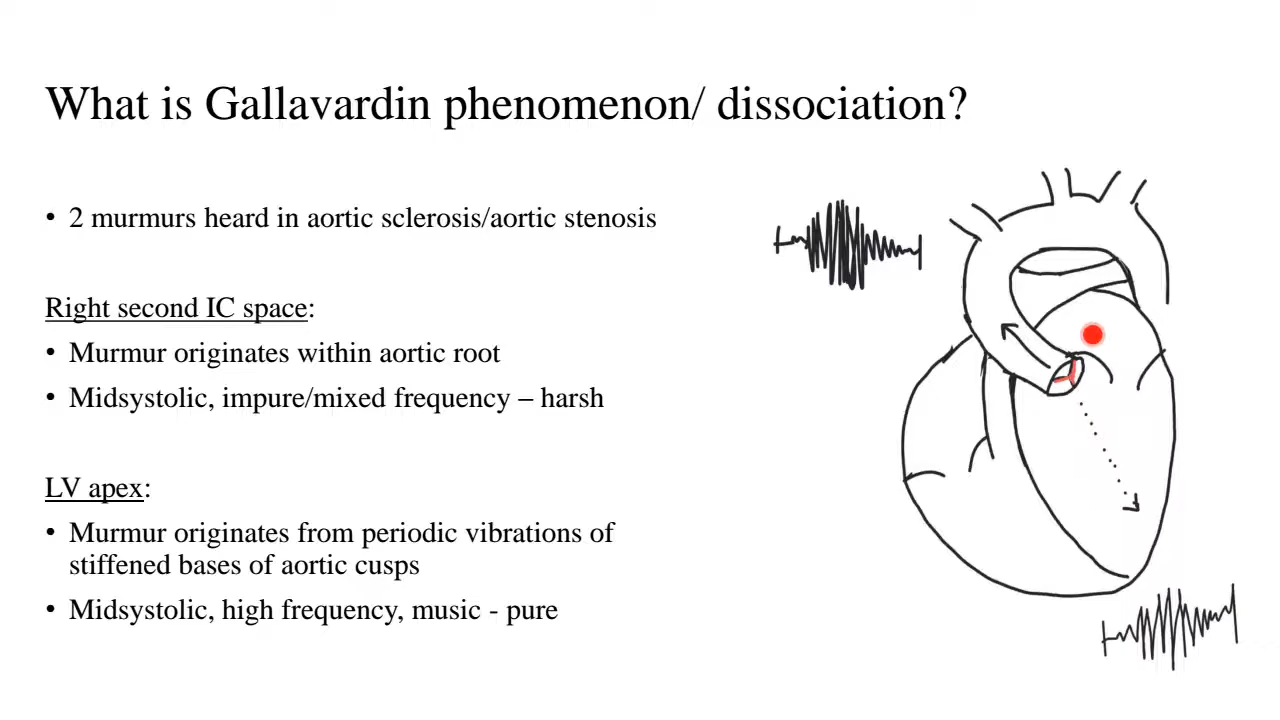 What is Gallavardin phenomenon/ dissociation?
• 2 murmurs heard in aortic sclerosis/aortic stenosis
Right second IC space:
• Murmur originates within aortic root
• Midsystolic, impure/mixed frequency – harsh
LV apex:
• Murmur originates from periodic vibrations of
stiffened bases of aortic cusps
• Midsystolic, high frequency, music - pure